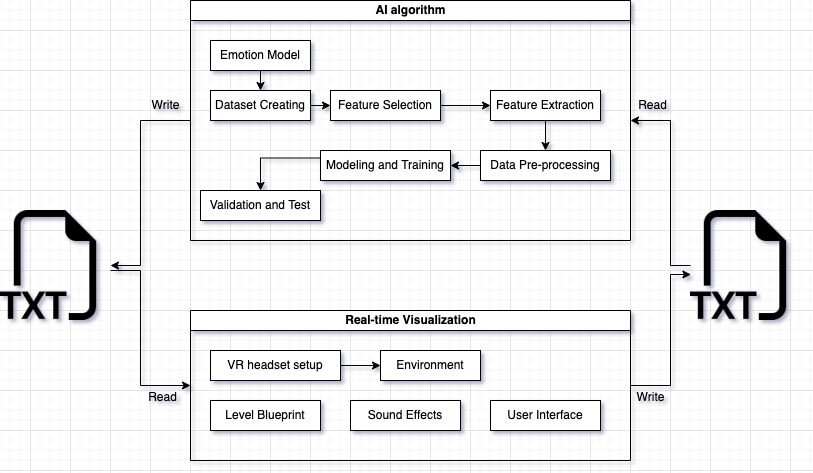 AI algorithm
Emotion Model
Write
Dataset Creating
Feature Selection
Feature Extraction
Read
Modeling and Training
Data Pre-processing
Validation and Test
TXT
TXT
Real-time Visualization
VR headset setup
Environment
Read
Write
Level Blueprint
Sound Effects
User Interface